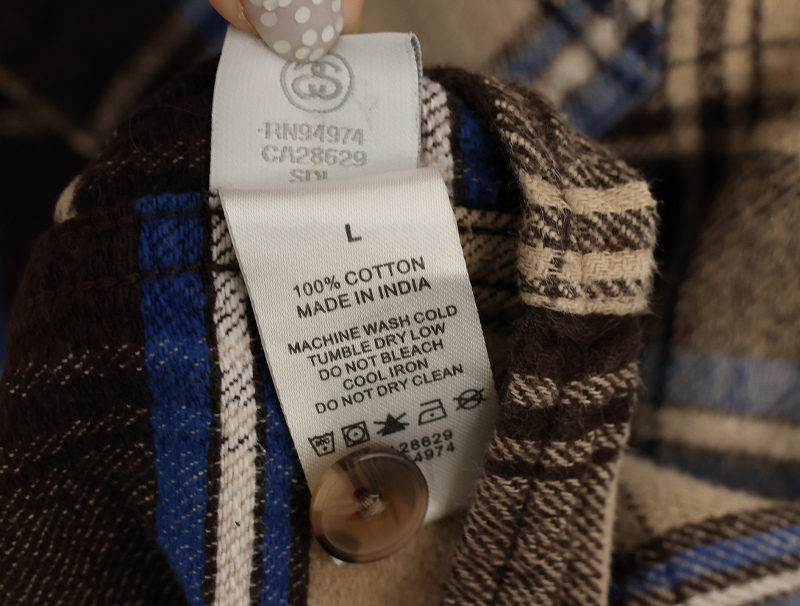 -RN94974
CA28629
L
100% COTTON
MADE IN INDIA
MACHINE WASH COLD
TUMBLE DRY LOW
DO NOT BLEACH
COOL IRON
DO NOT DRY CLEAN
28629
4974